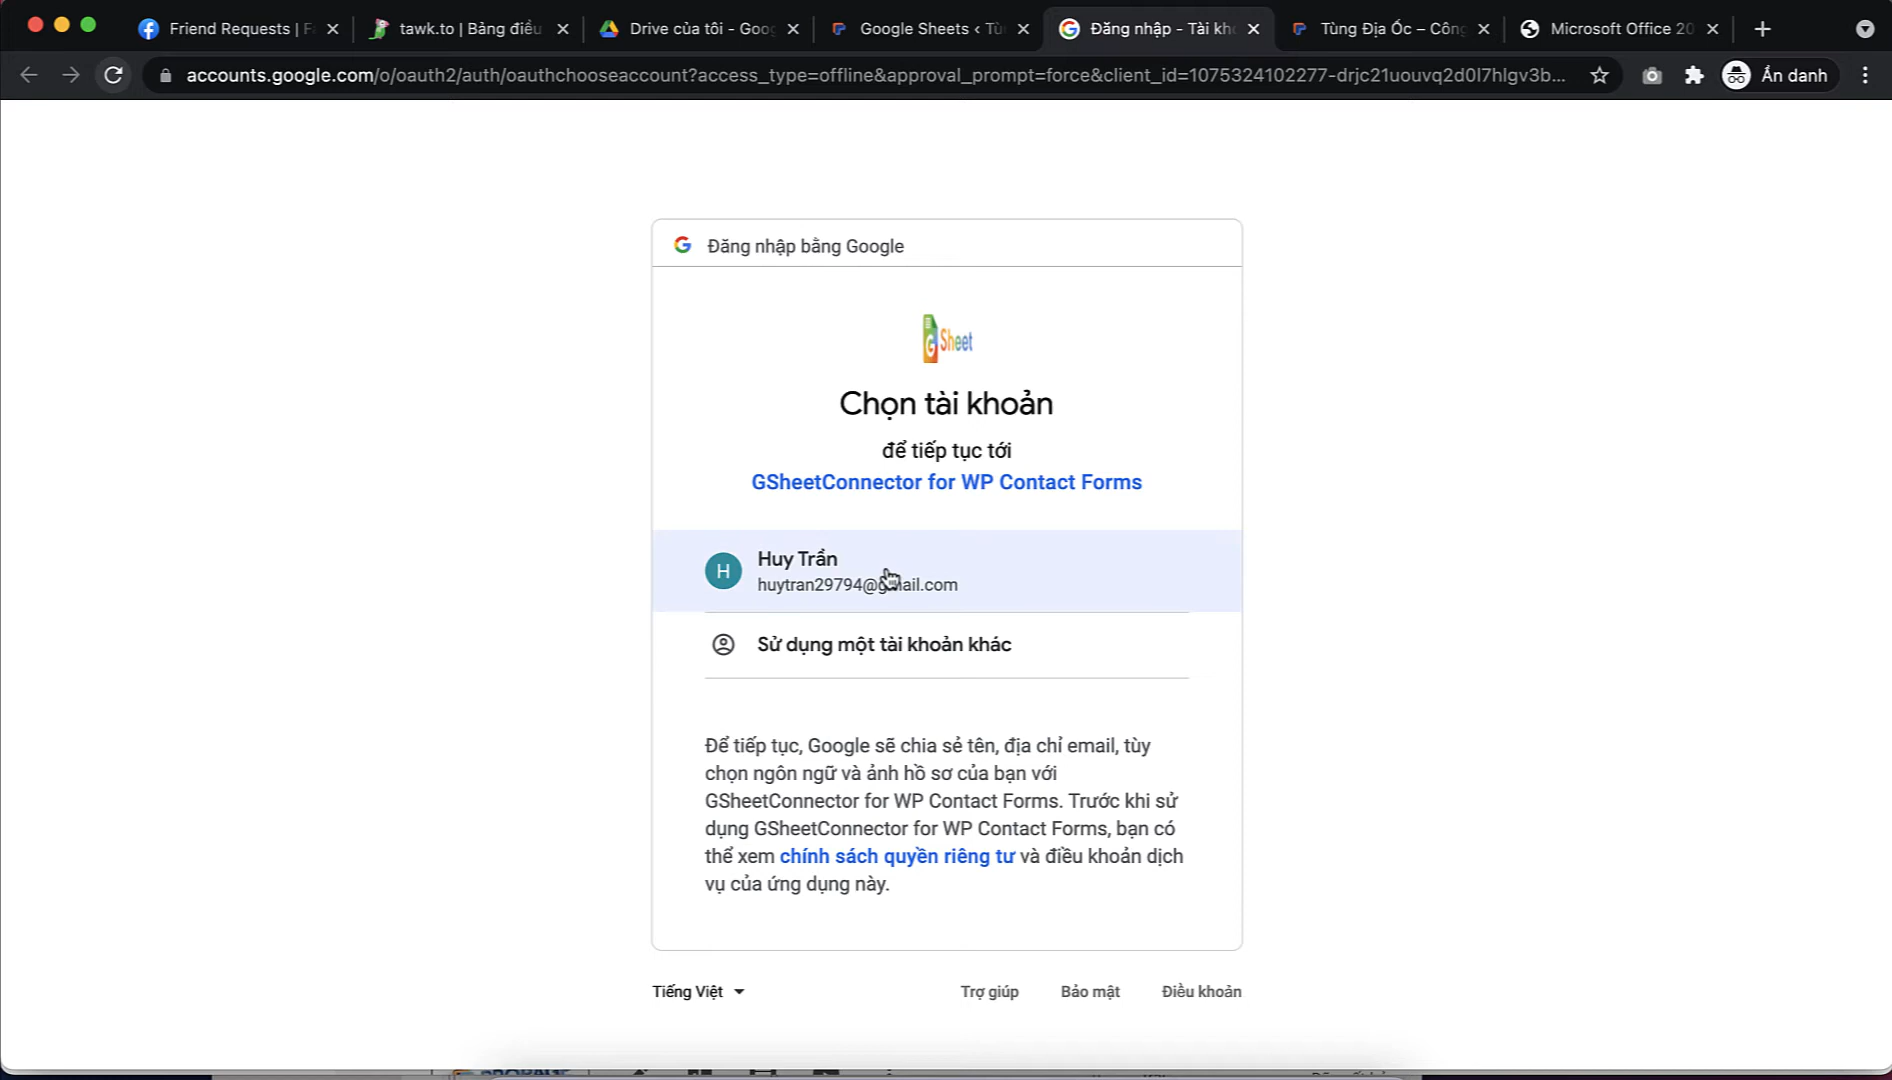 Friend Requests | F
tawk.to | Bảng điều
Drive của tôi - Goog
Google Sheets ‹ Tù
Đăng nhập - Tài kh
Tùng Địa Ốc – Công
Microsoft Office 20
accounts.google.com/o/oauth2/auth/oauthchooseaccount?access_type=offline&approval_prompt=force&client_id=1075324102277-drjc21uouvq2d0l7hlgv3b...
Ẩn danh
Đăng nhập bằng Google
G Sheet
Chọn tài khoản
để tiếp tục tới
GSheetConnector for WP Contact Forms
H
Huy Trần
huytran29794@gmail.com
Sử dụng một tài khoản khác
Để tiếp tục, Google sẽ chia sẻ tên, địa chỉ email, tùy
chọn ngôn ngữ và ảnh hồ sơ của bạn với
GSheetConnector for WP Contact Forms. Trước khi sử
dụng GSheetConnector for WP Contact Forms, bạn có
thể xem chính sách quyền riêng tư và điều khoản dịch
vụ của ứng dụng này.
Tiếng Việt
Trợ giúp
Bảo mật
Điều khoản